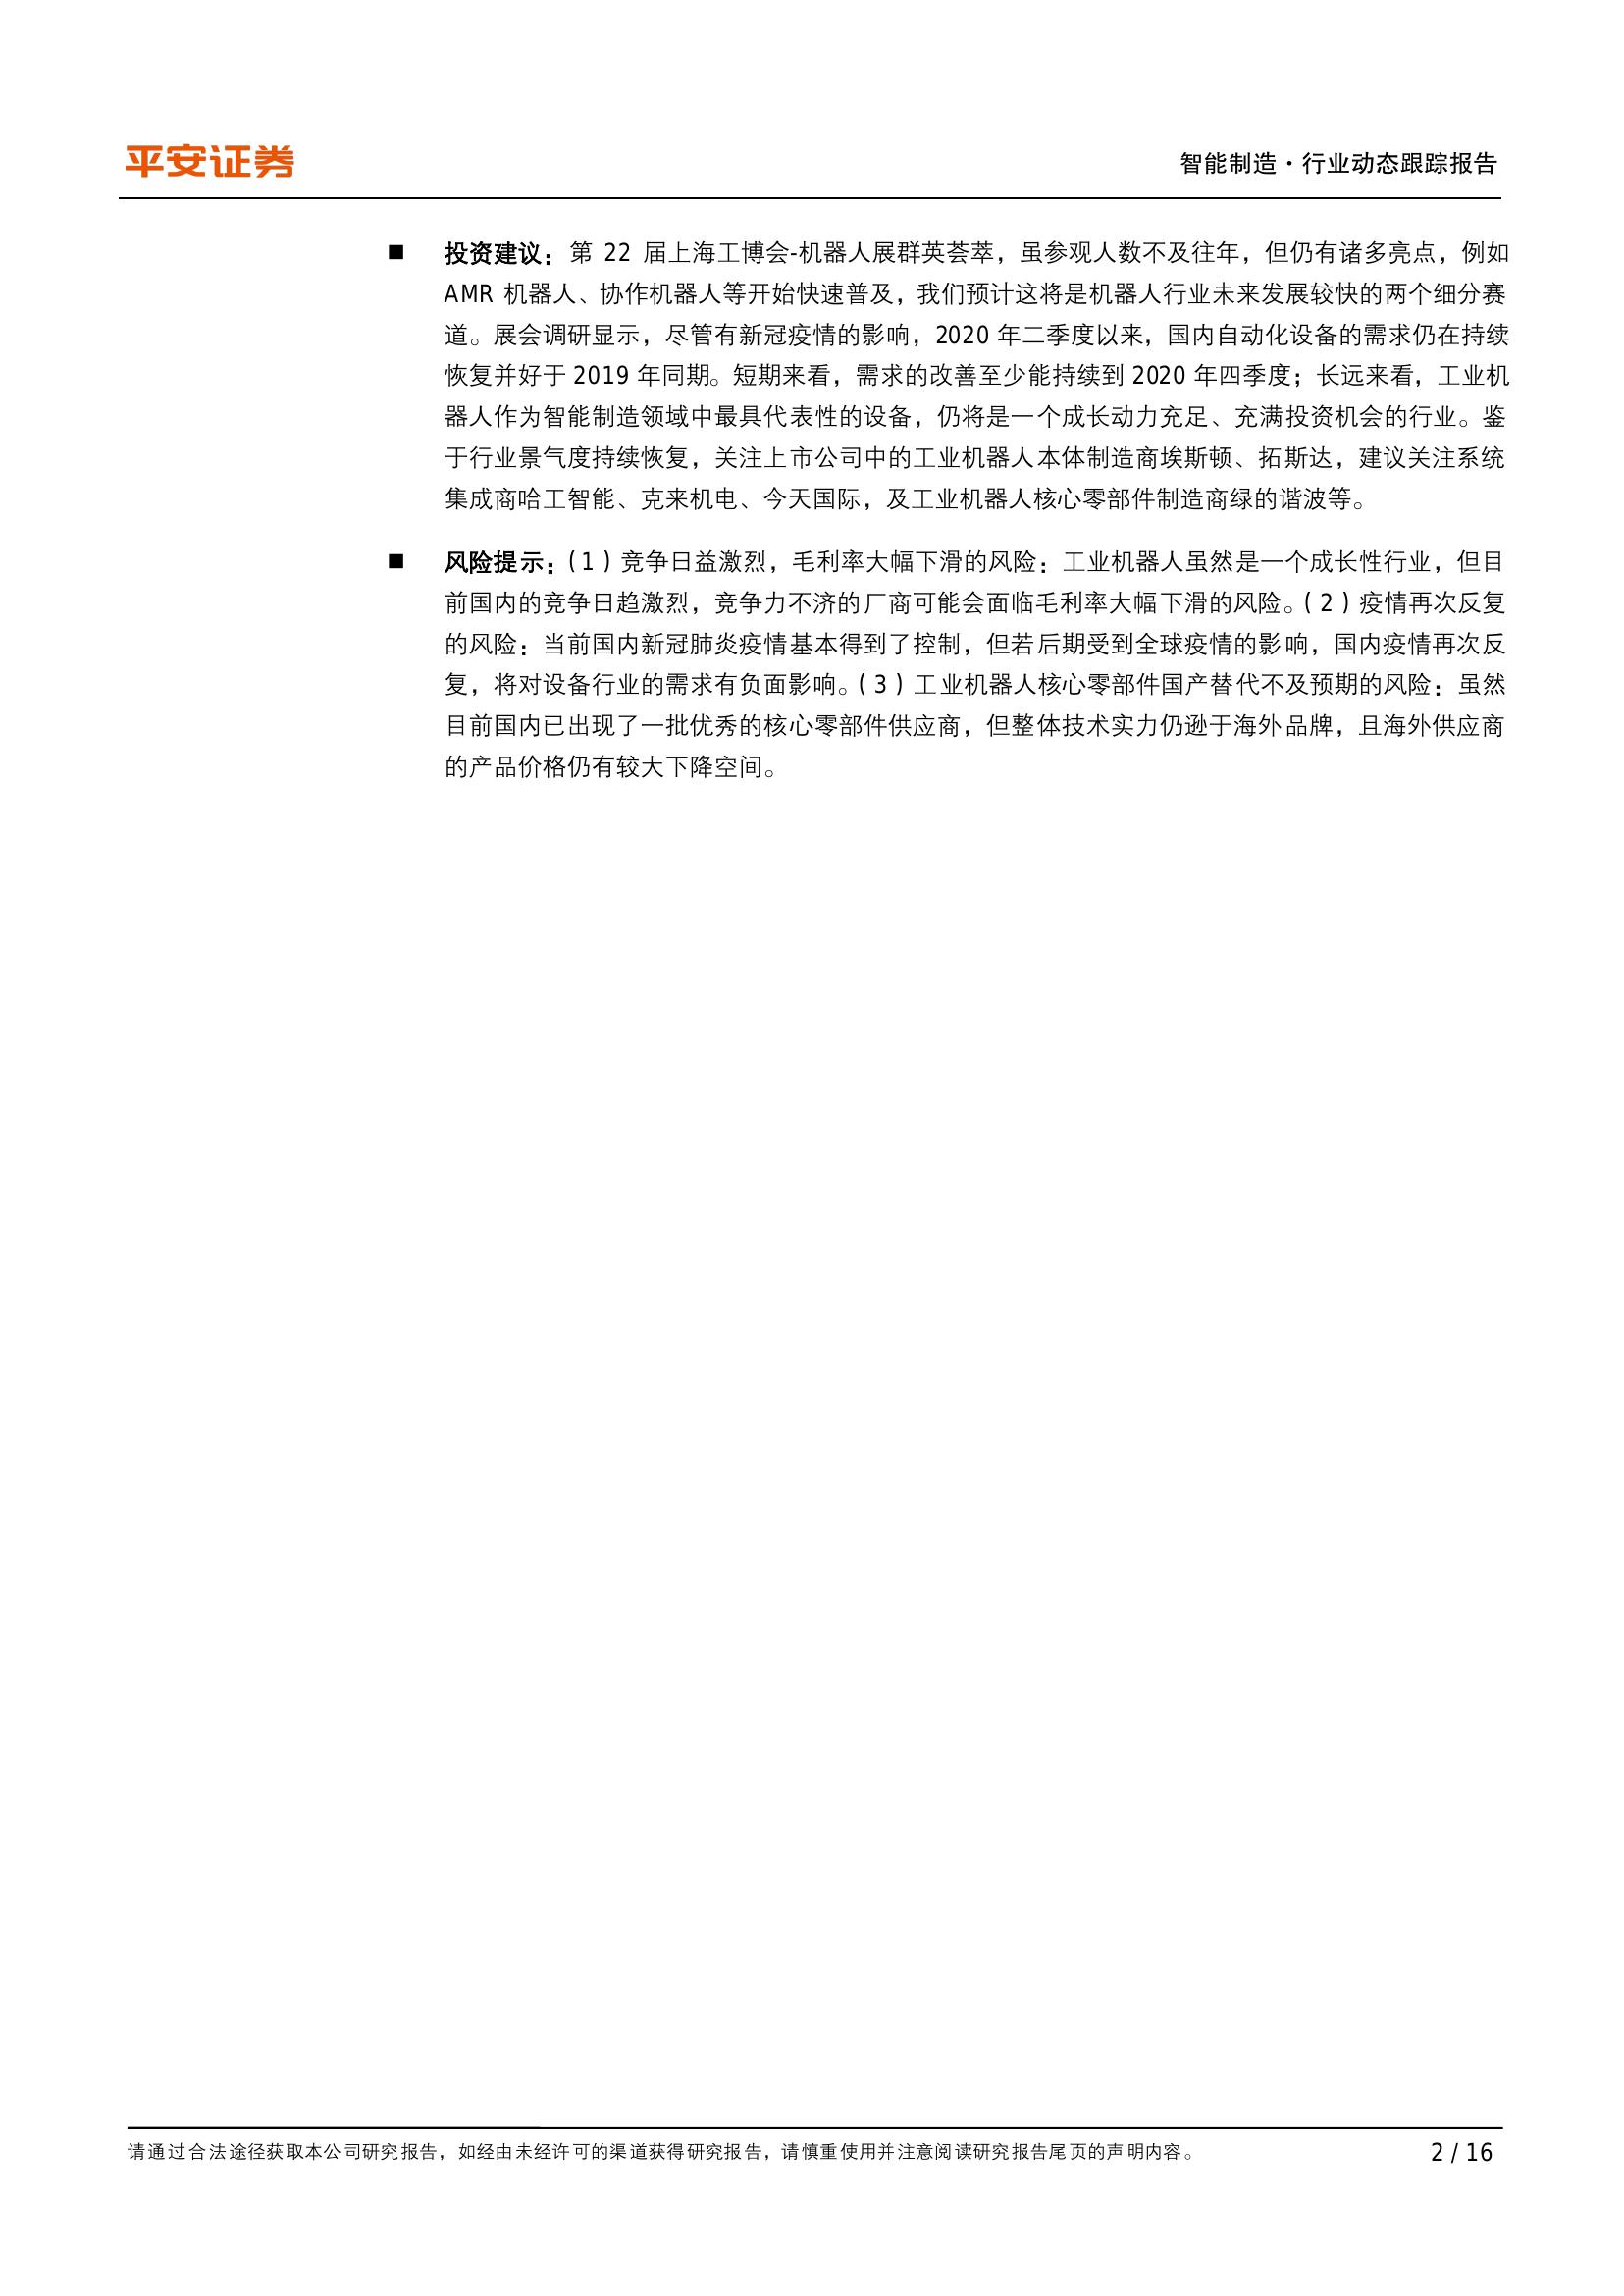 平安证券
智能制造·行业动态跟踪报告
■ 投资建议：第 22 届上海工博会-机器人展群英荟萃，虽参观人数不及往年，但仍有诸多亮点，例如
AMR 机器人、协作机器人等开始快速普及，我们预计这将是机器人行业未来发展较快的两个细分赛
道。展会调研显示，尽管有新冠疫情的影响，2020 年二季度以来，国内自动化设备的需求仍在持续
恢复并好于 2019 年同期。短期来看，需求的改善至少能持续到 2020 年四季度；长远来看，工业机
器人作为智能制造领域中最具代表性的设备，仍将是一个成长动力充足、充满投资机会的行业。鉴
于行业景气度持续恢复，关注上市公司中的工业机器人本体制造商埃斯顿、拓斯达，建议关注系统
集成商哈工智能、克来机电、今天国际，及工业机器人核心零部件制造商绿的谐波等。
■ 风险提示：（1）竞争日益激烈，毛利率大幅下滑的风险：工业机器人虽然是一个成长性行业，但目
前国内的竞争日趋激烈，竞争力不济的厂商可能会面临毛利率大幅下滑的风险。（2）疫情再次反复
的风险：当前国内新冠肺炎疫情基本得到了控制，但若后期受到全球疫情的影响，国内疫情再次反
复，将对设备行业的需求有负面影响。（3）工业机器人核心零部件国产替代不及预期的风险：虽然
目前国内已出现了一批优秀的核心零部件供应商，但整体技术实力仍逊于海外品牌，且海外供应商
的产品价格仍有较大下降空间。
请通过合法途径获取本公司研究报告，如经由未经许可的渠道获得研究报告，请慎重使用并注意阅读研究报告尾页的声明内容。
2 / 16